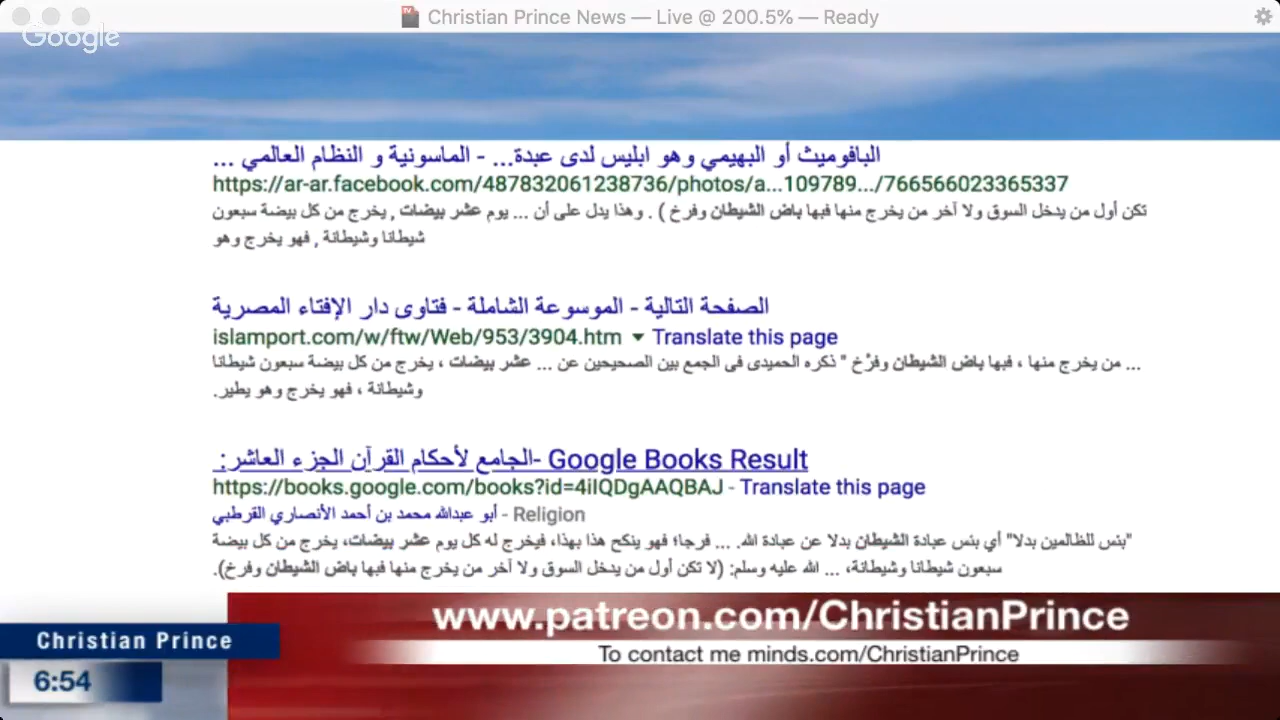 Christian Prince News — Live @ 200.5% — Ready
Google
البافوميث أو البهيمي وهو ابليس لدى عبدة... - الماسونية و النظام العالمي ...
https://ar-ar.facebook.com/487832061238736/photos/a...109789.../766566023365337
تكن أول من يدخل السوق ولا آخر من يخرج منها فبها باض الشيطان وفرخ ) . وهذا يدل على أن ... يوم عشر بيضات , يخرج من كل بيضة سبعون
شيطانا وشيطانة , فهو يخرج وهو
الصفحة التالية - الموسوعة الشاملة - فتاوى دار الإفتاء المصرية
islamport.com/w/ftw/Web/953/3904.htm ▼ Translate this page
... من يخرج منها ، فبها باض الشيطان وفرْخ " ذكره الحميدى فى الجمع بين الصحيحين عن ... عشر بيضات ، يخرج من كل بيضة سبعون شيطانا
وشيطانة ، فهو يخرج وهو يطير.
الجامع لأحكام القرآن الجزء العاشر: - Google Books Result
https://books.google.com/books?id=4iIQDgAAQBAJ - Translate this page
أبو عبدالله محمد بن أحمد الأنصاري القرطبي - Religion
"بئس للظالمين بدلا" أي بئس عبادة الشيطان بدلا عن عبادة الله. ... فرجا؛ فهو ينكح هذا بهذا، فيخرج له كل يوم عشر بيضات، يخرج من كل بيضة
سبعون شيطانا وشيطانة، ... الله عليه وسلم: (لا تكن أول من يدخل السوق ولا آخر من يخرج منها فبها باض الشيطان وفرخ).
www.patreon.com/ChristianPrince
Christian Prince
To contact me minds.com/ChristianPrince
6:54